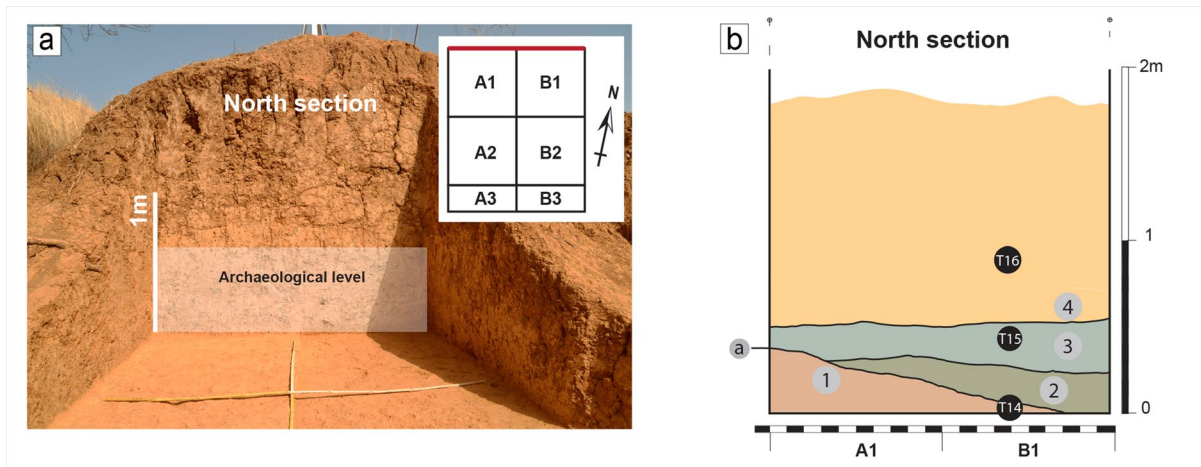 a
North section
A1
B1
N
A2
B2
A3
B3
1m
Archaeological level
b
North section
2m
T16
1
4
T15
3
a
1
2
T14
0
A1
B1